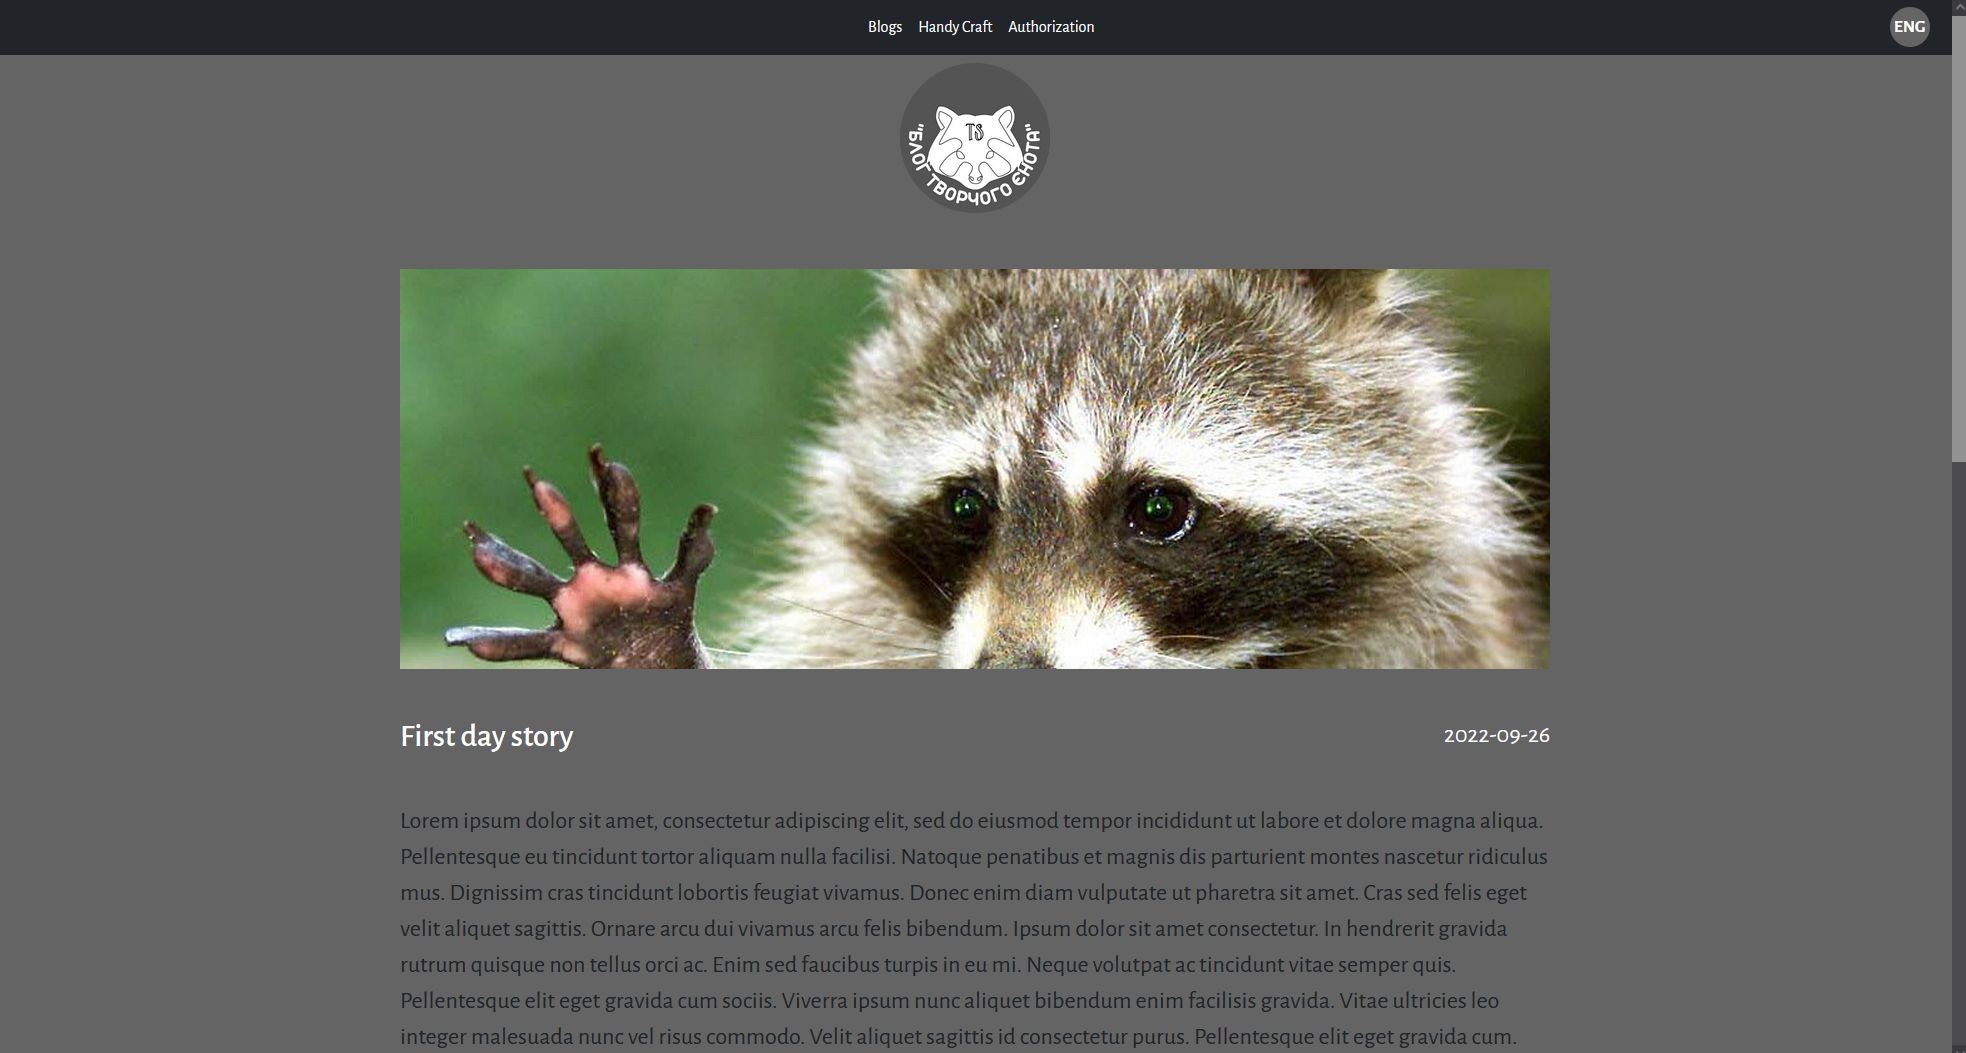 Blogs Handy Craft Authorization ENG
TS
"БЛОГ ТВОРЧОГО ЄНОТА"
First day story 2022-09-26
Lorem ipsum dolor sit amet, consectetur adipiscing elit, sed do eiusmod tempor incididunt ut labore et dolore magna aliqua.
Pellentesque eu tincidunt tortor aliquam nulla facilisi. Natoque penatibus et magnis dis parturient montes nascetur ridiculus
mus. Dignissim cras tincidunt lobortis feugiat vivamus. Donec enim diam vulputate ut pharetra sit amet. Cras sed felis eget
velit aliquet sagittis. Ornare arcu dui vivamus arcu felis bibendum. Ipsum dolor sit amet consectetur. In hendrerit gravida
rutrum quisque non tellus orci ac. Enim sed faucibus turpis in eu mi. Neque volutpat ac tincidunt vitae semper quis.
Pellentesque elit eget gravida cum sociis. Viverra ipsum nunc aliquet bibendum enim facilisis gravida. Vitae ultricies leo
integer malesuada nunc vel risus commodo. Velit aliquet sagittis id consectetur purus. Pellentesque elit eget gravida cum.